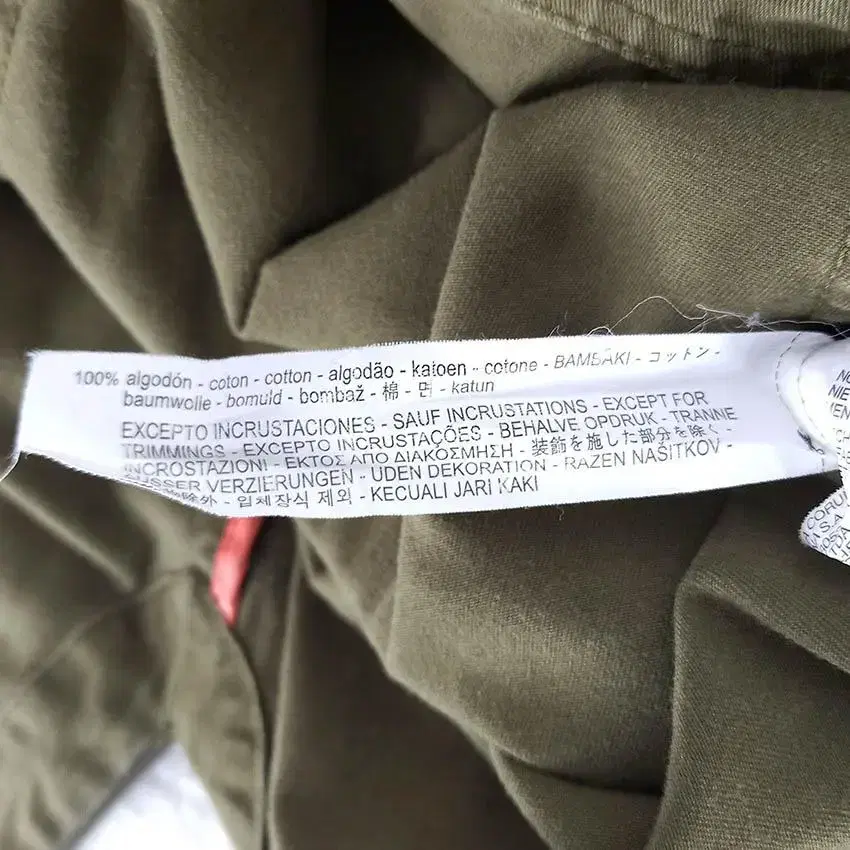 100% algodón - coton - cotton - algodão - katoen - cotone - BAMBAKI - コットン -
baumwolle - bomuld - bombaž - 棉 - 면 - katun
EXCEPTO INCRUSTACIONES - SAUF INCRUSTATIONS - EXCEPT FOR
TRIMMINGS - EXCEPTO INCRUSTAÇÕES - BEHALVE OPDRUK - TRANNE
INCROSTAZIONI - ΕΚΤΟΣ ΑΠΟ ΔΙΑΚΟΣΜΗΣΗ - 装飾を施した部分を除く -
AUSSER VERZIERUNGEN - UDEN DEKORATION - RAZEN NAŠITKOV -
物除外 - 입체장식 제외 - KECUALI JARI KAKI